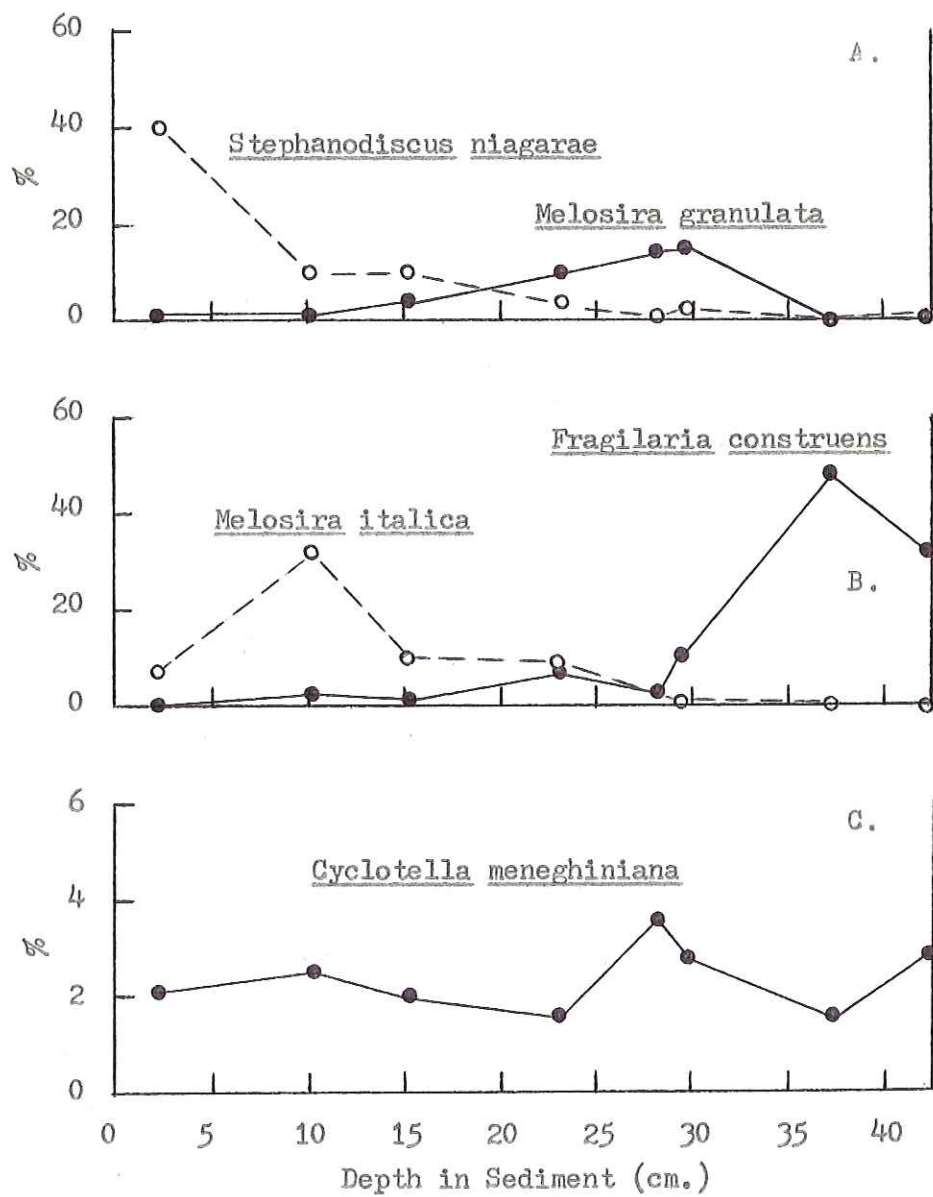 60
A.
40
Stephanodiscus niagarae
%
20
Melosira granulata
0
60
Fragilaria construens
40
Melosira italica
%
B.
20
0
6
C.
Cyclotella meneghiniana
4
%
2
0
0 5 10 15 20 25 30 35 40
Depth in Sediment (cm.)